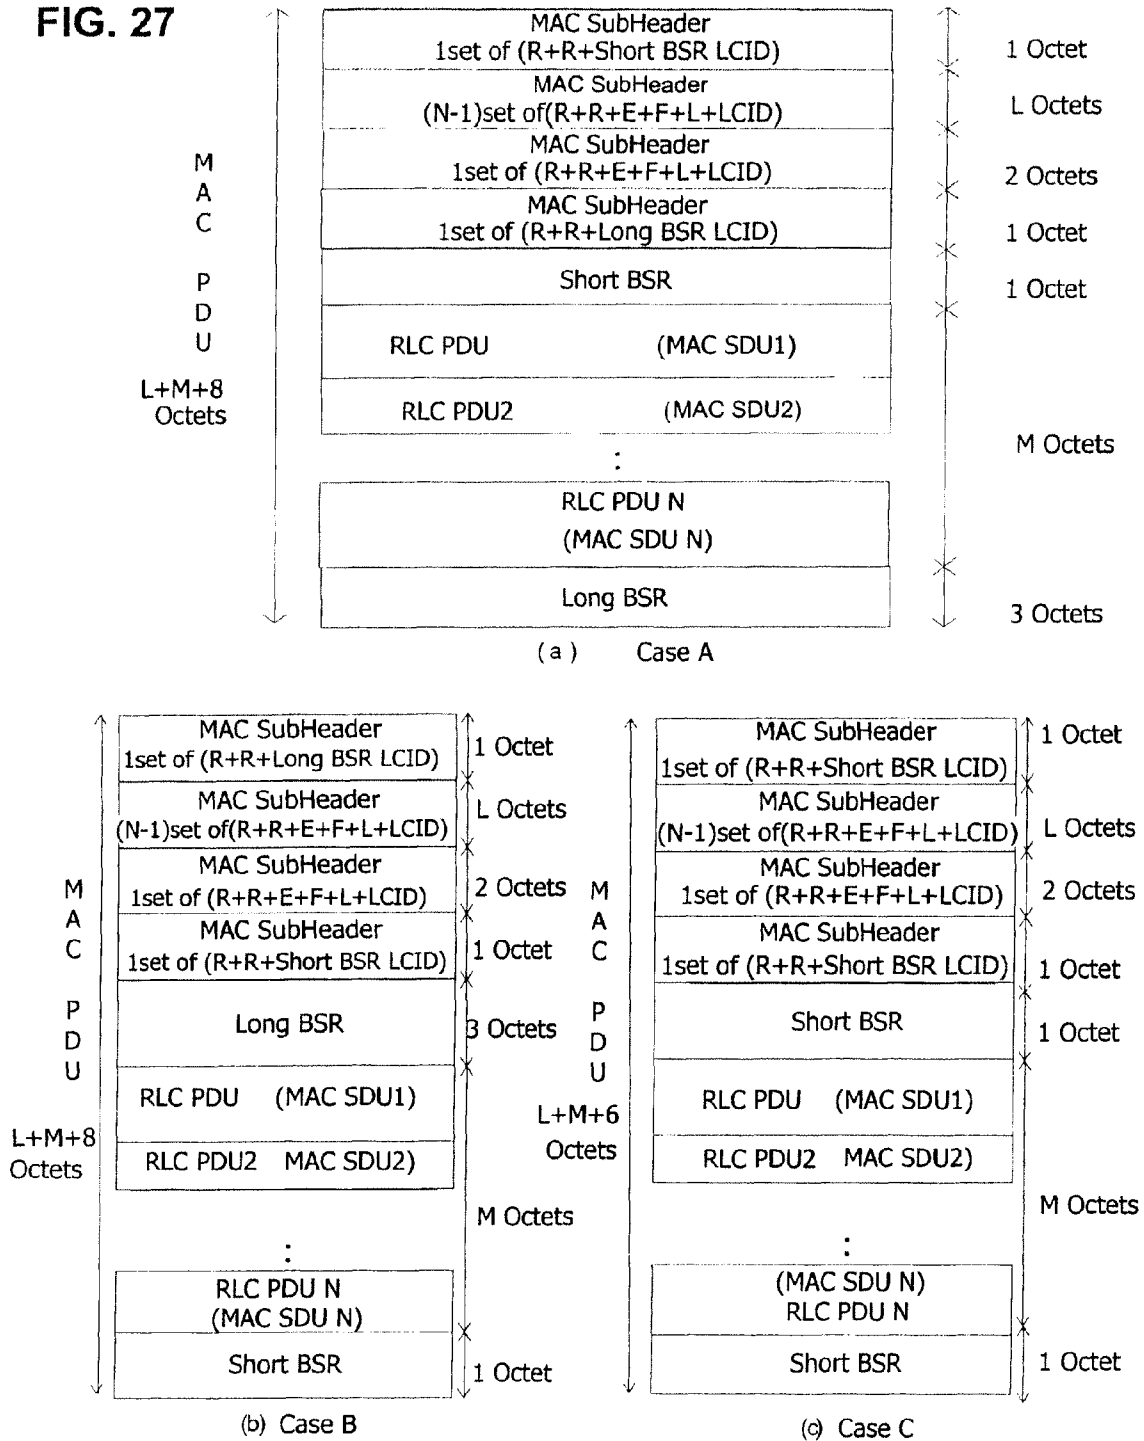 FIG. 27
MAC SubHeader
1set of (R+R+Short BSR LCID)
1 Octet
MAC SubHeader
(N-1)set of(R+R+E+F+L+LCID)
L Octets
MAC SubHeader
1set of (R+R+E+F+L+LCID)
2 Octets
MAC SubHeader
1set of (R+R+Long BSR LCID)
1 Octet
Short BSR
1 Octet
M
A
C
P
D
U
L+M+8
Octets
RLC PDU (MAC SDU1)
RLC PDU2 (MAC SDU2)
:
M Octets
RLC PDU N
(MAC SDU N)
Long BSR
3 Octets
(a) Case A
MAC SubHeader
1set of (R+R+Long BSR LCID)
1 Octet
MAC SubHeader
(N-1)set of(R+R+E+F+L+LCID)
L Octets
MAC SubHeader
1set of (R+R+E+F+L+LCID)
2 Octets
MAC SubHeader
1set of (R+R+Short BSR LCID)
1 Octet
Long BSR
3 Octets
M
A
C
P
D
U
L+M+8
Octets
RLC PDU (MAC SDU1)
RLC PDU2 MAC SDU2)
M Octets
:
RLC PDU N
(MAC SDU N)
Short BSR
1 Octet
(b) Case B
MAC SubHeader
1set of (R+R+Short BSR LCID)
1 Octet
MAC SubHeader
(N-1)set of(R+R+E+F+L+LCID)
L Octets
MAC SubHeader
1set of (R+R+E+F+L+LCID)
2 Octets
MAC SubHeader
1set of (R+R+Short BSR LCID)
1 Octet
Short BSR
1 Octet
M
A
C
P
D
U
L+M+6
Octets
RLC PDU (MAC SDU1)
RLC PDU2 MAC SDU2)
M Octets
:
(MAC SDU N)
RLC PDU N
Short BSR
1 Octet
(c) Case C